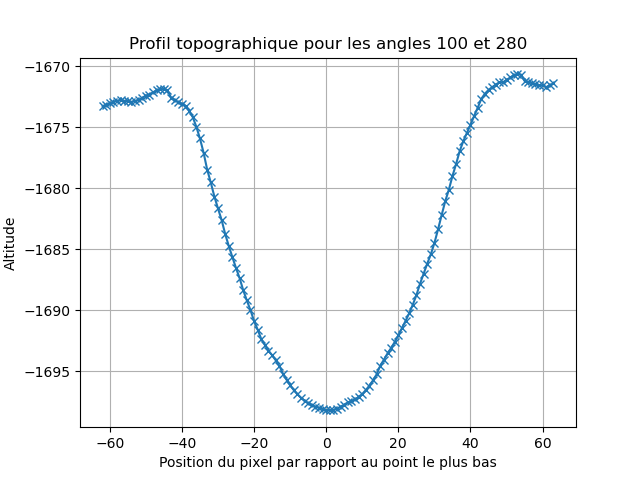 Profil topographique pour les angles 100 et 280
Altitude
−1670
−1675
−1680
−1685
−1690
−1695
−60 −40 −20 0 20 40 60
Position du pixel par rapport au point le plus bas